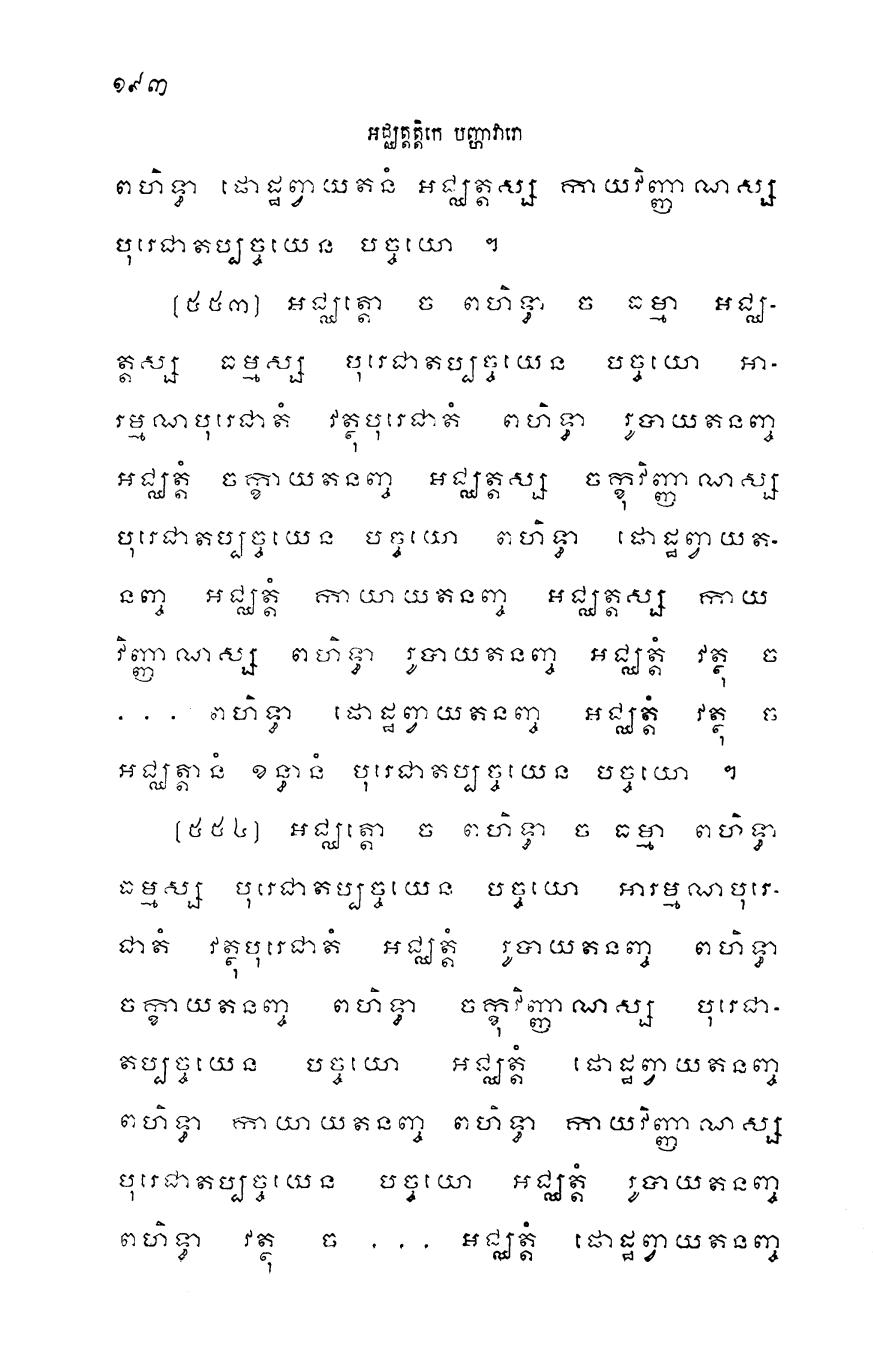 ១៩៣
អជ្ឈត្តត្តិកេ បញ្ហាវារោ
ពហិទ្ធា ផោដ្ឋព្វាយតនំ អជ្ឈត្តស្ស កាយវិញ្ញាណស្ស
បុរេជាតប្បច្ចយេន បច្ចយោ ។
[៥៥៣] អជ្ឈត្តោ ច ពហិទ្ធា ច ធម្មា អជ្ឈ-
ត្តស្ស ធម្មស្ស បុរេជាតប្បច្ចយេន បច្ចយោ អា-
រម្មណបុរេជាតំ វត្ថុបុរេជាតំ ពហិទ្ធា រូបាយតនញ្ច
អជ្ឈត្តំ ចក្ខាយតនញ្ច អជ្ឈត្តស្ស ចក្ខុវិញ្ញាណស្ស
បុរេជាតប្បច្ចយេន បច្ចយោ ពហិទ្ធា ផោដ្ឋព្វាយត-
នញ្ច អជ្ឈត្តំ កាយាយតនញ្ច អជ្ឈត្តស្ស កាយ
វិញ្ញាណស្ស ពហិទ្ធា រូបាយតនញ្ច អជ្ឈត្តំ វត្ថុ ច
. . . ពហិទ្ធា ផោដ្ឋព្វាយតនញ្ច អជ្ឈត្តំ វត្ថុ ច
អជ្ឈត្តានំ ខន្ធានំ បុរេជាតប្បច្ចយេន បច្ចយោ ។
[៥៥៤] អជ្ឈត្តោ ច ពហិទ្ធា ច ធម្មា ពហិទ្ធា
ធម្មស្ស បុរេជាតប្បច្ចយេន បច្ចយោ អារម្មណបុរេ-
ជាតំ វត្ថុបុរេជាតំ អជ្ឈត្តំ រូបាយតនញ្ច ពហិទ្ធា
ចក្ខាយតនញ្ច ពហិទ្ធា ចក្ខុវិញ្ញាណស្ស បុរេជា-
តប្បច្ចយេន បច្ចយោ អជ្ឈត្តំ ផោដ្ឋព្វាយតនញ្ច
ពហិទ្ធា កាយាយតនញ្ច ពហិទ្ធា កាយវិញ្ញាណស្ស
បុរេជាតប្បច្ចយេន បច្ចយោ អជ្ឈត្តំ រូបាយតនញ្ច
ពហិទ្ធា វត្ថុ ច . . . អជ្ឈត្តំ ផោដ្ឋព្វាយតនញ្ច